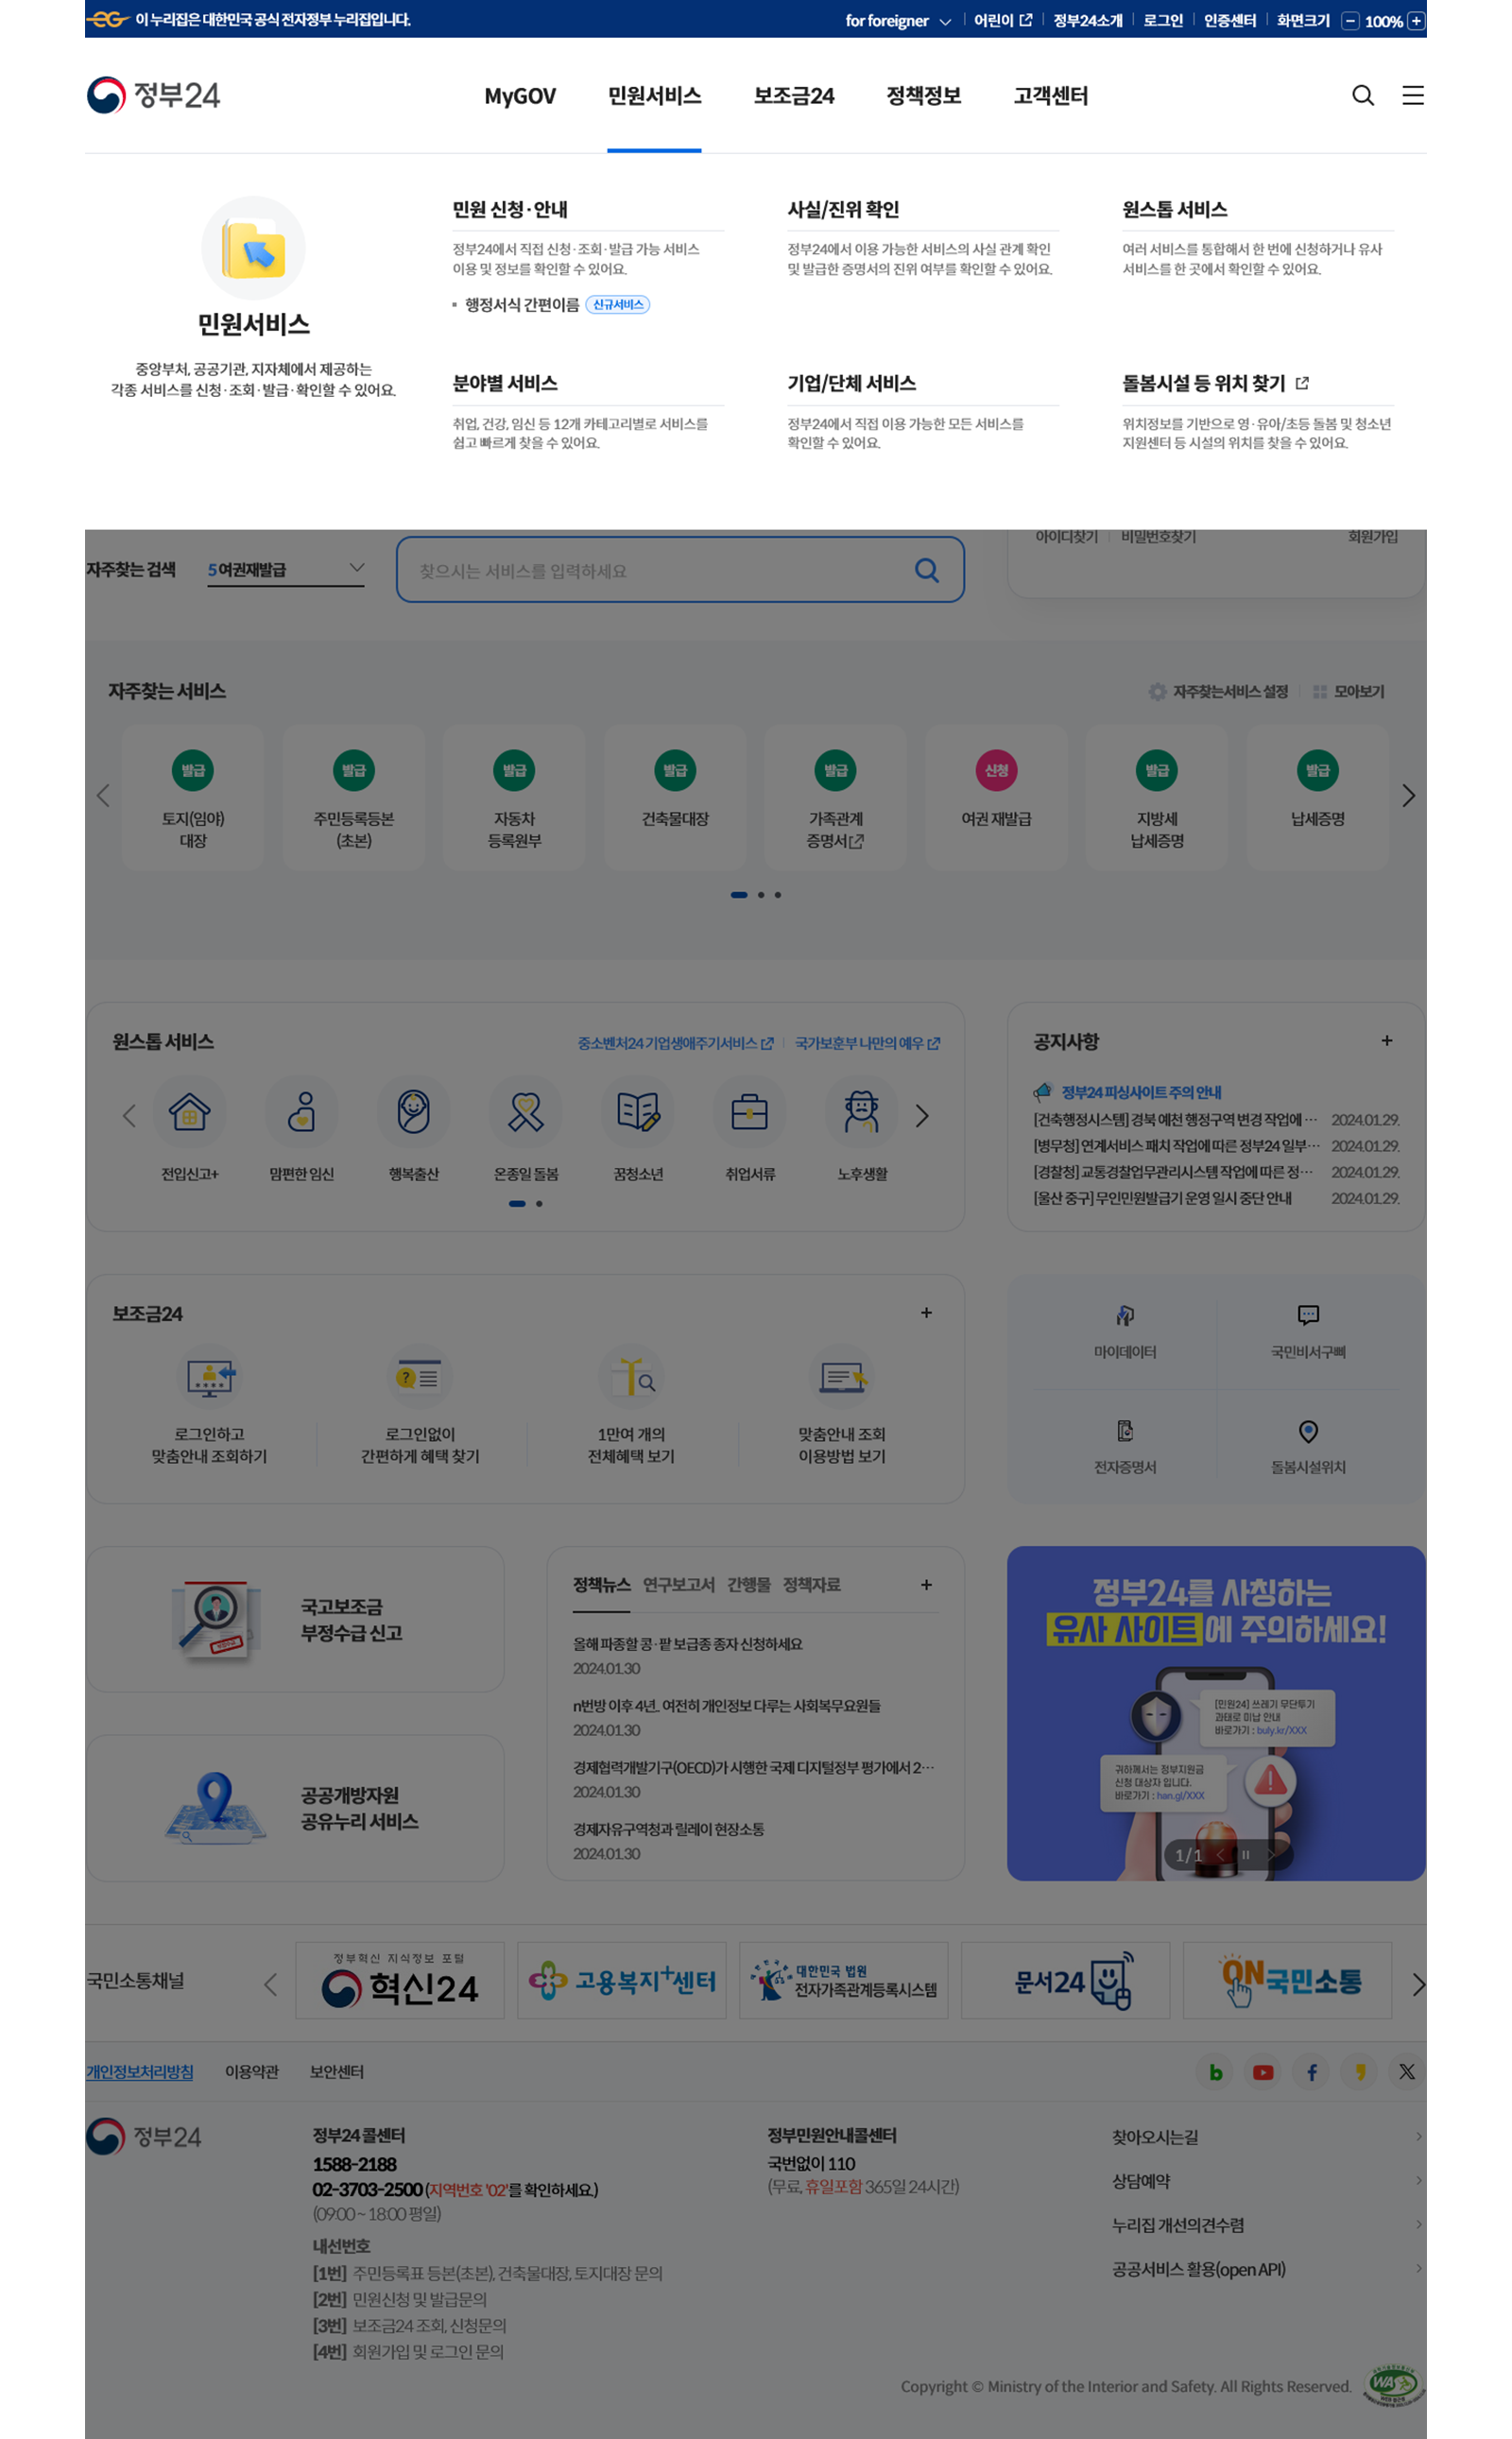 이 누리집은 대한민국 공식 전자정부 누리집입니다.
for foreigner 어린이 정부24소개 로그인 인증센터 화면크기 100%
정부24
MyGOV 민원서비스 보조금24 정책정보 고객센터
민원서비스
중앙부처, 공공기관, 지자체에서 제공하는
각종 서비스를 신청·조회·발급·확인할 수 있어요.
민원 신청·안내
정부24에서 직접 신청·조회·발급 가능 서비스
이용 및 정보를 확인할 수 있어요.
행정서식 간편이름 신규서비스
사실/진위 확인
정부24에서 이용 가능한 서비스의 사실 관계 확인
및 발급한 증명서의 진위 여부를 확인할 수 있어요.
원스톱 서비스
여러 서비스를 통합해서 한 번에 신청하거나 유사
서비스를 한 곳에서 확인할 수 있어요.
분야별 서비스
취업, 건강, 임신 등 12개 카테고리별로 서비스를
쉽고 빠르게 찾을 수 있어요.
기업/단체 서비스
정부24에서 직접 이용 가능한 모든 서비스를
확인할 수 있어요.
돌봄시설 등 위치 찾기
위치정보를 기반으로 영·유아/초등 돌봄 및 청소년
지원센터 등 시설의 위치를 찾을 수 있어요.
아이디찾기 비밀번호찾기 회원가입
자주찾는 검색 5 여권재발급
찾으시는 서비스를 입력하세요
자주찾는 서비스
자주찾는서비스 설정 모아보기
발급
토지(임야)
대장
발급
주민등록등본
(초본)
발급
자동차
등록원부
발급
건축물대장
발급
가족관계
증명서
신청
여권 재발급
발급
지방세
납세증명
발급
납세증명
원스톱 서비스
중소벤처24 기업생애주기서비스 국가보훈부 나만의 예우
전입신고+ 맘편한 임신 행복출산 온종일 돌봄 꿈청소년 취업서류 노후생활
공지사항 +
정부24 피싱사이트 주의 안내
[건축행정시스템] 경북 예천 행정구역 변경 작업에 ··· 2024.01.29.
[병무청] 연계서비스 패치 작업에 따른 정부24 일부··· 2024.01.29.
[경찰청] 교통경찰업무관리시스템 작업에 따른 정··· 2024.01.29.
[울산 중구] 무인민원발급기 운영 일시 중단 안내 2024.01.29.
보조금24 +
로그인하고
맞춤안내 조회하기
로그인없이
간편하게 혜택 찾기
1만여 개의
전체혜택 보기
맞춤안내 조회
이용방법 보기
마이데이터 국민비서구삐
전자증명서 돌봄시설위치
국고보조금
부정수급 신고
공공개방자원
공유누리 서비스
정책뉴스 연구보고서 간행물 정책자료 +
올해 파종할 콩·팥 보급종 종자 신청하세요
2024.01.30
n번방 이후 4년.. 여전히 개인정보 다루는 사회복무요원들
2024.01.30
경제협력개발기구(OECD)가 시행한 국제 디지털정부 평가에서 2···
2024.01.30
경제자유구역청과 릴레이 현장소통
2024.01.30
정부24를 사칭하는
유사 사이트에 주의하세요!
[민원24] 쓰레기 무단투기
과태료 미납 안내
바로가기 : buly.kr/XXX
귀하께서는 정부지원금
신청 대상자 입니다.
바로가기 : han.gl/XXX
1/1
국민소통채널
정부혁신 지식정보 포털
혁신24
고용복지+센터
대한민국 법원
전자가족관계등록시스템
문서24
ON국민소통
개인정보처리방침 이용약관 보안센터
정부24
정부24 콜센터
1588-2188
02-3703-2500 (지역번호 '02'를 확인하세요.)
(09:00 ~ 18:00 평일)
내선번호
[1번] 주민등록표 등본(초본), 건축물대장, 토지대장 문의
[2번] 민원신청 및 발급문의
[3번] 보조금24 조회, 신청문의
[4번] 회원가입 및 로그인 문의
정부민원안내콜센터
국번없이 110
(무료, 휴일포함 365일 24시간)
찾아오시는길
상담예약
누리집 개선의견수렴
공공서비스 활용(open API)
Copyright © Ministry of the Interior and Safety. All Rights Reserved.
WA